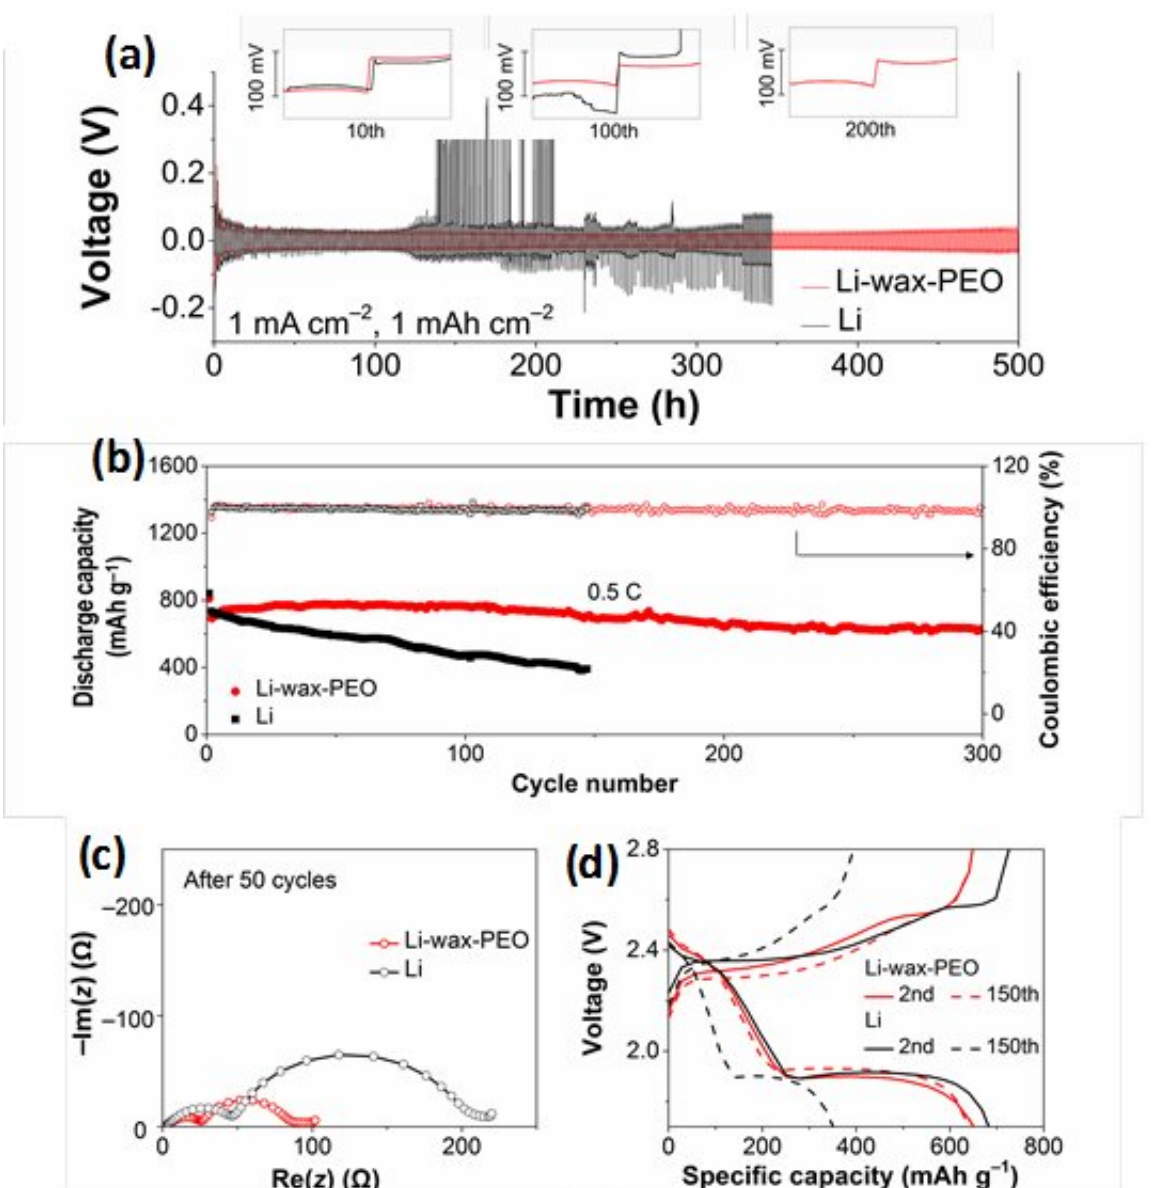 (a)
100 mV
10th
100 mV
100th
100 mV
200th
Voltage (V)
0.4
0.2
0.0
-0.2
1 mA cm⁻², 1 mAh cm⁻²
Li-wax-PEO
Li
0 100 200 300 400 500
Time (h)
(b)
Discharge capacity
(mAh g⁻¹)
1600
1200
800
400
0
0.5 C
Li-wax-PEO
Li
120
80
40
0
Coulombic efficiency (%)
0 100 200 300
Cycle number
(c)
After 50 cycles
–Im(z) (Ω)
–200
–100
0
Li-wax-PEO
Li
0 100 200
Re(z) (Ω)
(d)
Voltage (V)
2.8
2.4
2.0
Li-wax-PEO
2nd 150th
Li
2nd 150th
0 200 400 600 800
Specific capacity (mAh g⁻¹)